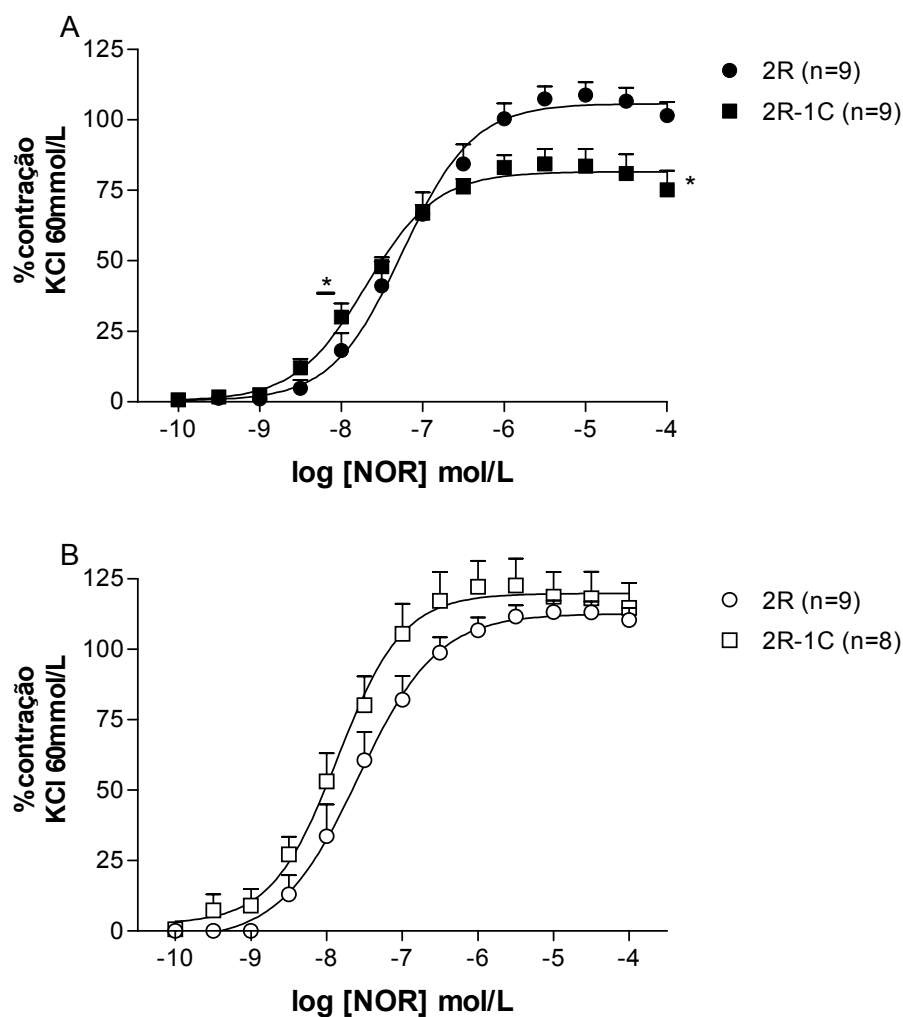 A
125
100
75
50
25
0
%contração
KCl 60mmol/L
*
*
-10 -9 -8 -7 -6 -5 -4
log [NOR] mol/L
2R (n=9)
2R-1C (n=9)
B
125
100
75
50
25
0
%contração
KCl 60mmol/L
-10 -9 -8 -7 -6 -5 -4
log [NOR] mol/L
2R (n=9)
2R-1C (n=8)